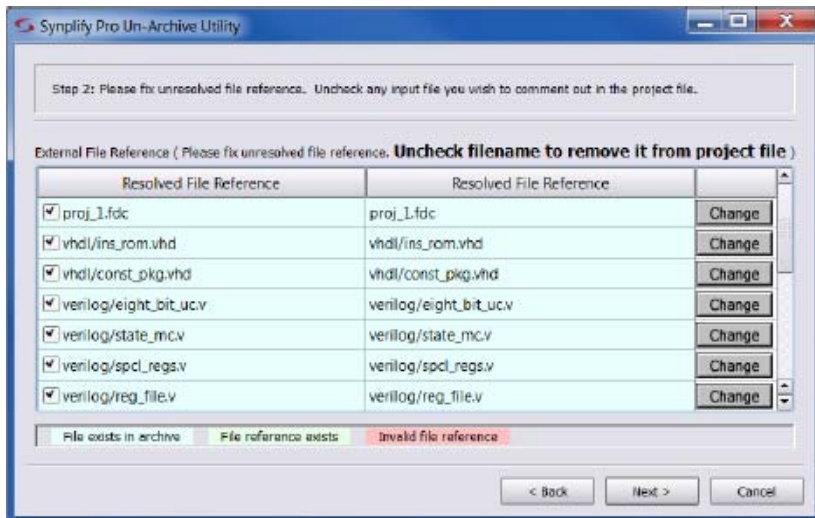 Synplify Pro Un-Archive Utility
Step 2: Please fix unresolved file reference. Uncheck any input file you wish to comment out in the project file.
External File Reference ( Please fix unresolved file reference. Uncheck filename to remove it from project file )
Resolved File Reference Resolved File Reference
proj_1.fdc proj_1.fdc Change
vhdl/ins_rom.vhd vhdl/ins_rom.vhd Change
vhdl/const_pkg.vhd vhdl/const_pkg.vhd Change
verilog/eight_bit_uc.v verilog/eight_bit_uc.v Change
verilog/state_mc.v verilog/state_mc.v Change
verilog/spcl_regs.v verilog/spcl_regs.v Change
verilog/reg_file.v verilog/reg_file.v Change
File exists in archive File reference exists Invalid file reference
< Back Next > Cancel